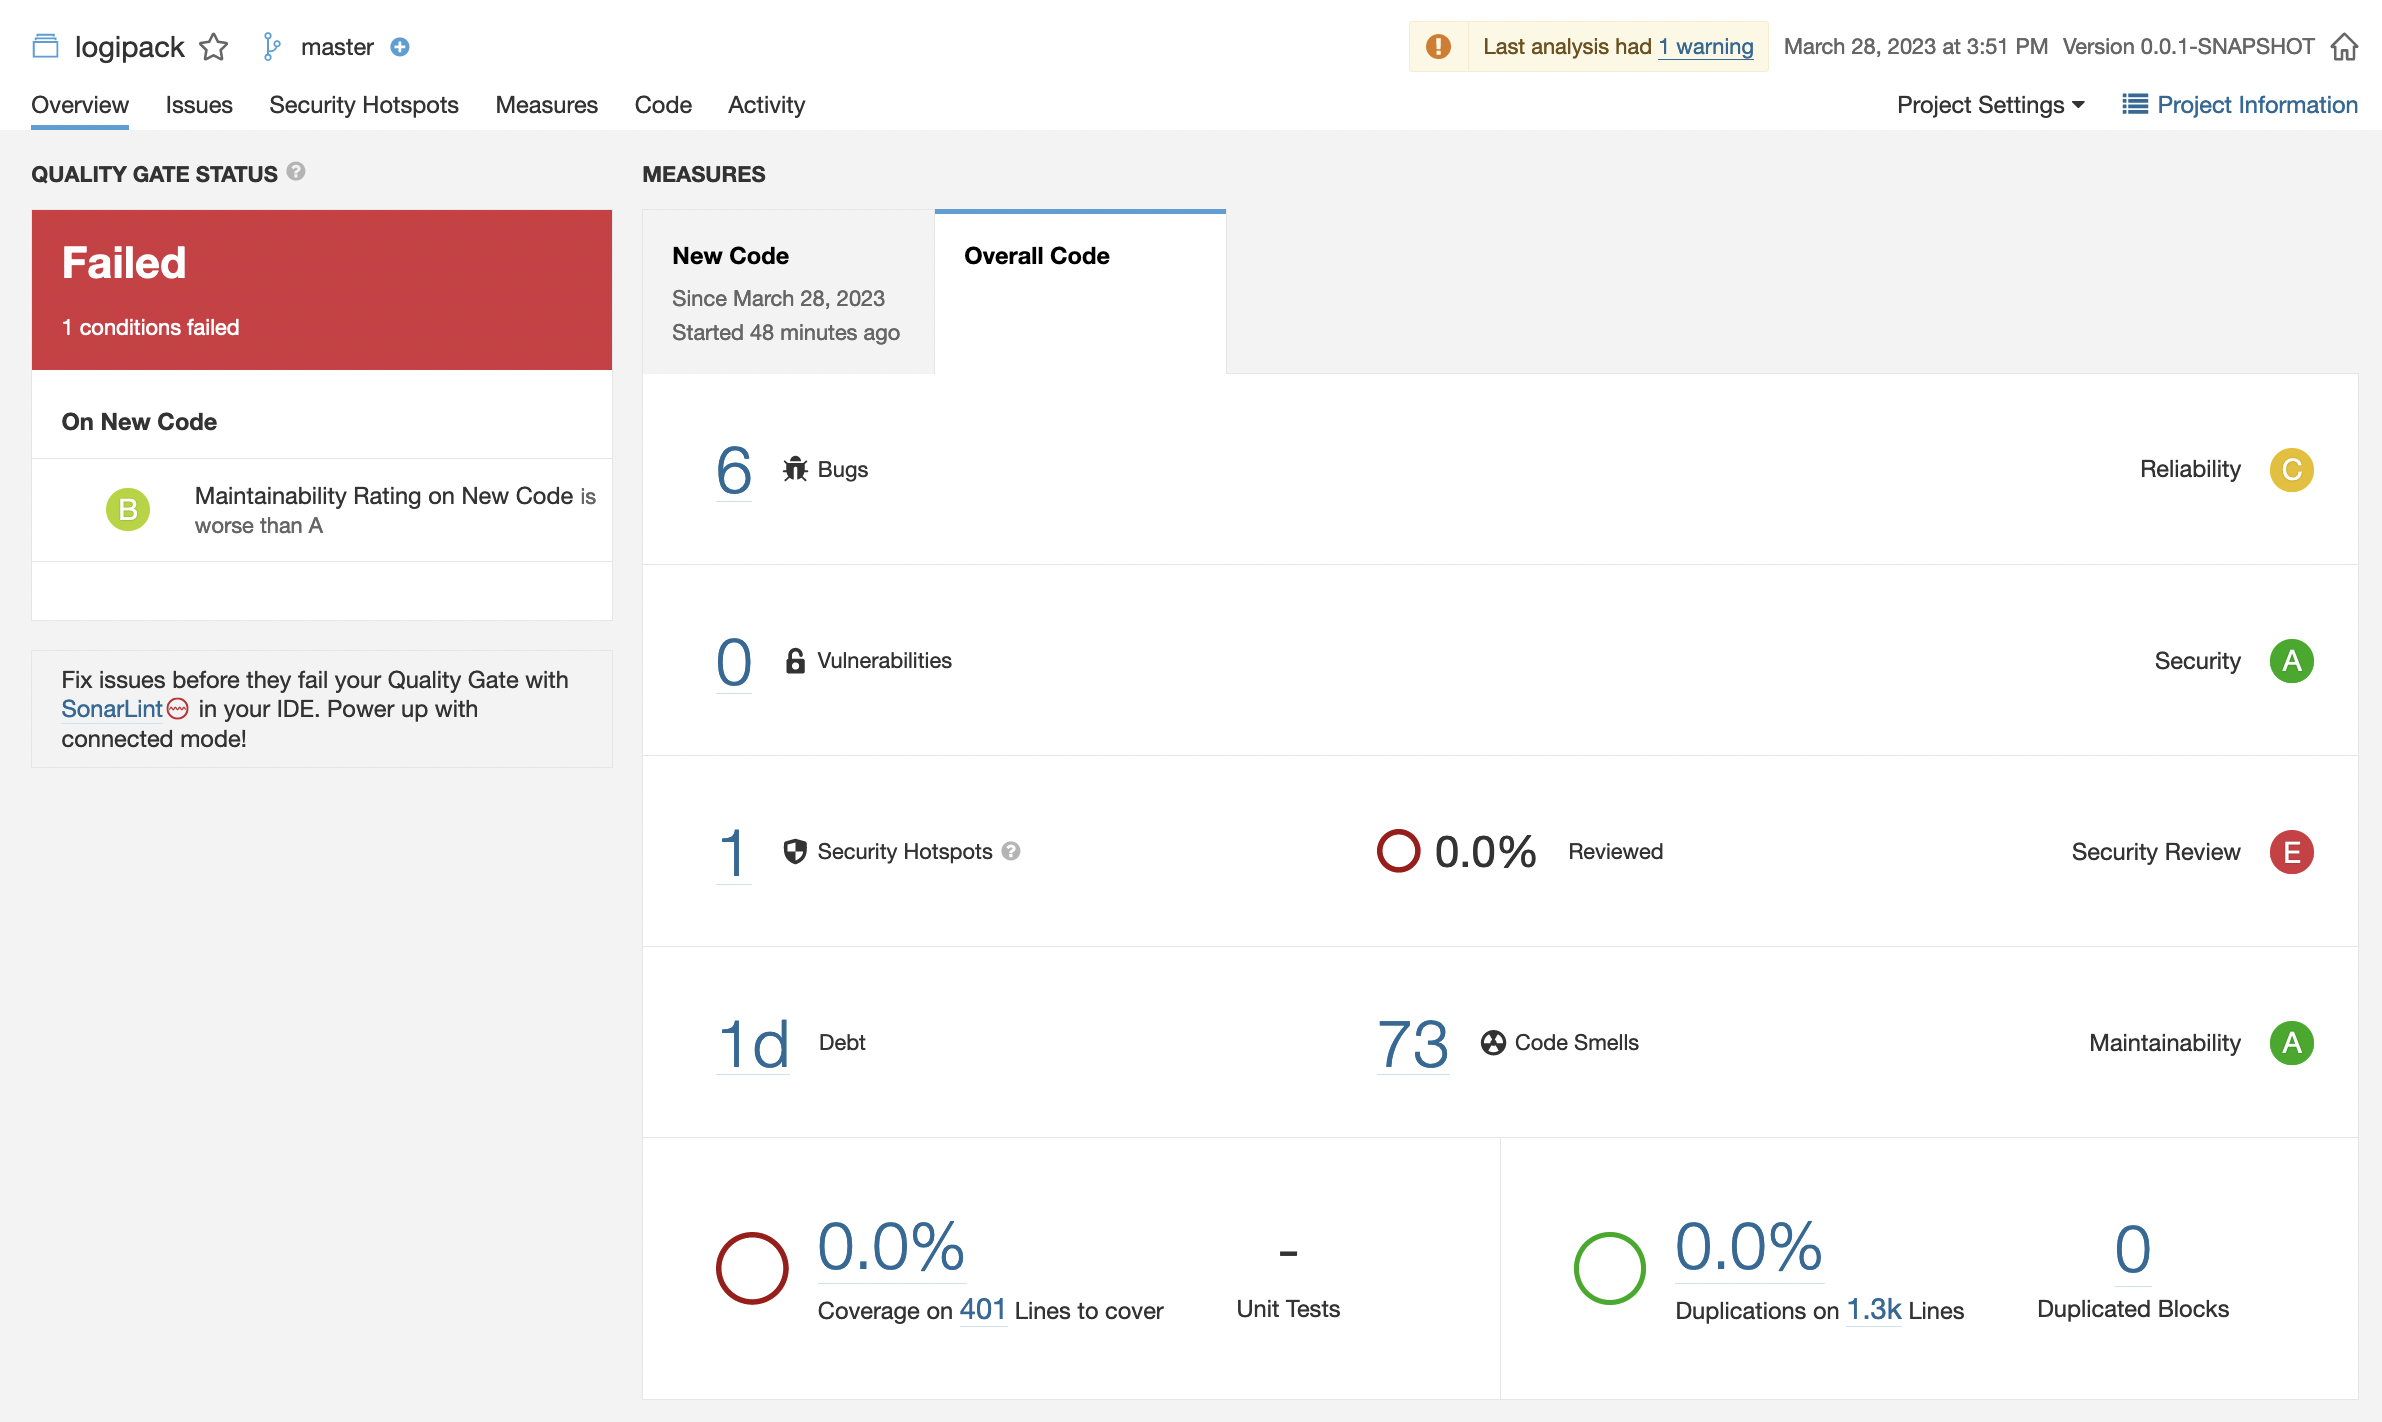 logipack master
Last analysis had 1 warning March 28, 2023 at 3:51 PM Version 0.0.1-SNAPSHOT
Overview Issues Security Hotspots Measures Code Activity
Project Settings Project Information
QUALITY GATE STATUS ?
Failed
1 conditions failed
On New Code
B
Maintainability Rating on New Code is
worse than A
Fix issues before they fail your Quality Gate with
SonarLint in your IDE. Power up with
connected mode!
MEASURES
New Code
Since March 28, 2023
Started 48 minutes ago
Overall Code
6 Bugs Reliability C
0 Vulnerabilities Security A
1 Security Hotspots ? 0.0% Reviewed Security Review E
1d Debt 73 Code Smells Maintainability A
0.0%
Coverage on 401 Lines to cover
-
Unit Tests
0.0%
Duplications on 1.3k Lines
0
Duplicated Blocks